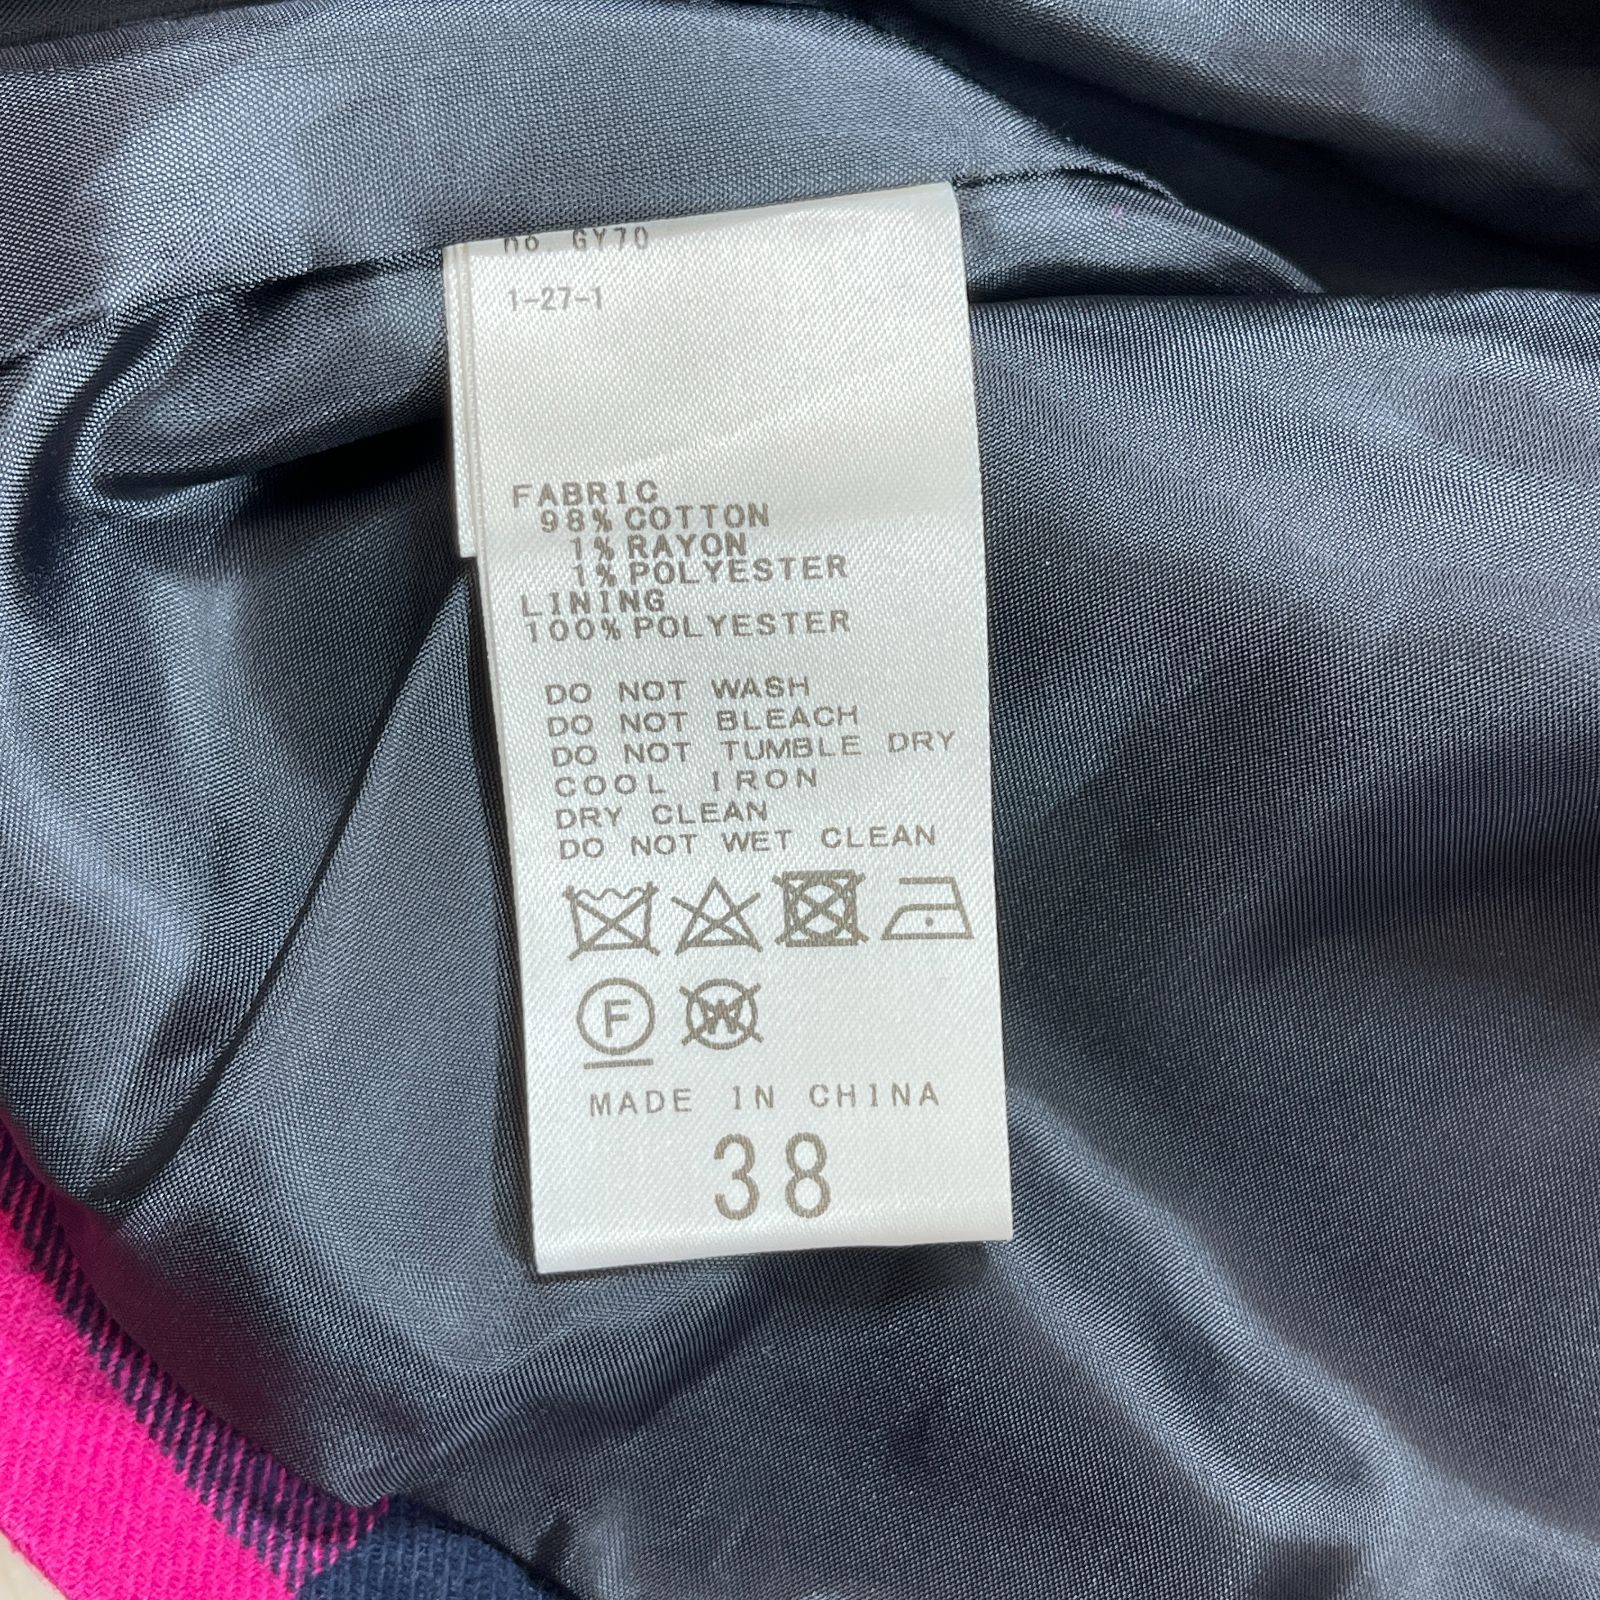 GY70
1-27-1
FABRIC
98% COTTON
1% RAYON
1% POLYESTER
LINING
100% POLYESTER
DO NOT WASH
DO NOT BLEACH
DO NOT TUMBLE DRY
COOL IRON
DRY CLEAN
DO NOT WET CLEAN
F W
MADE IN CHINA
38